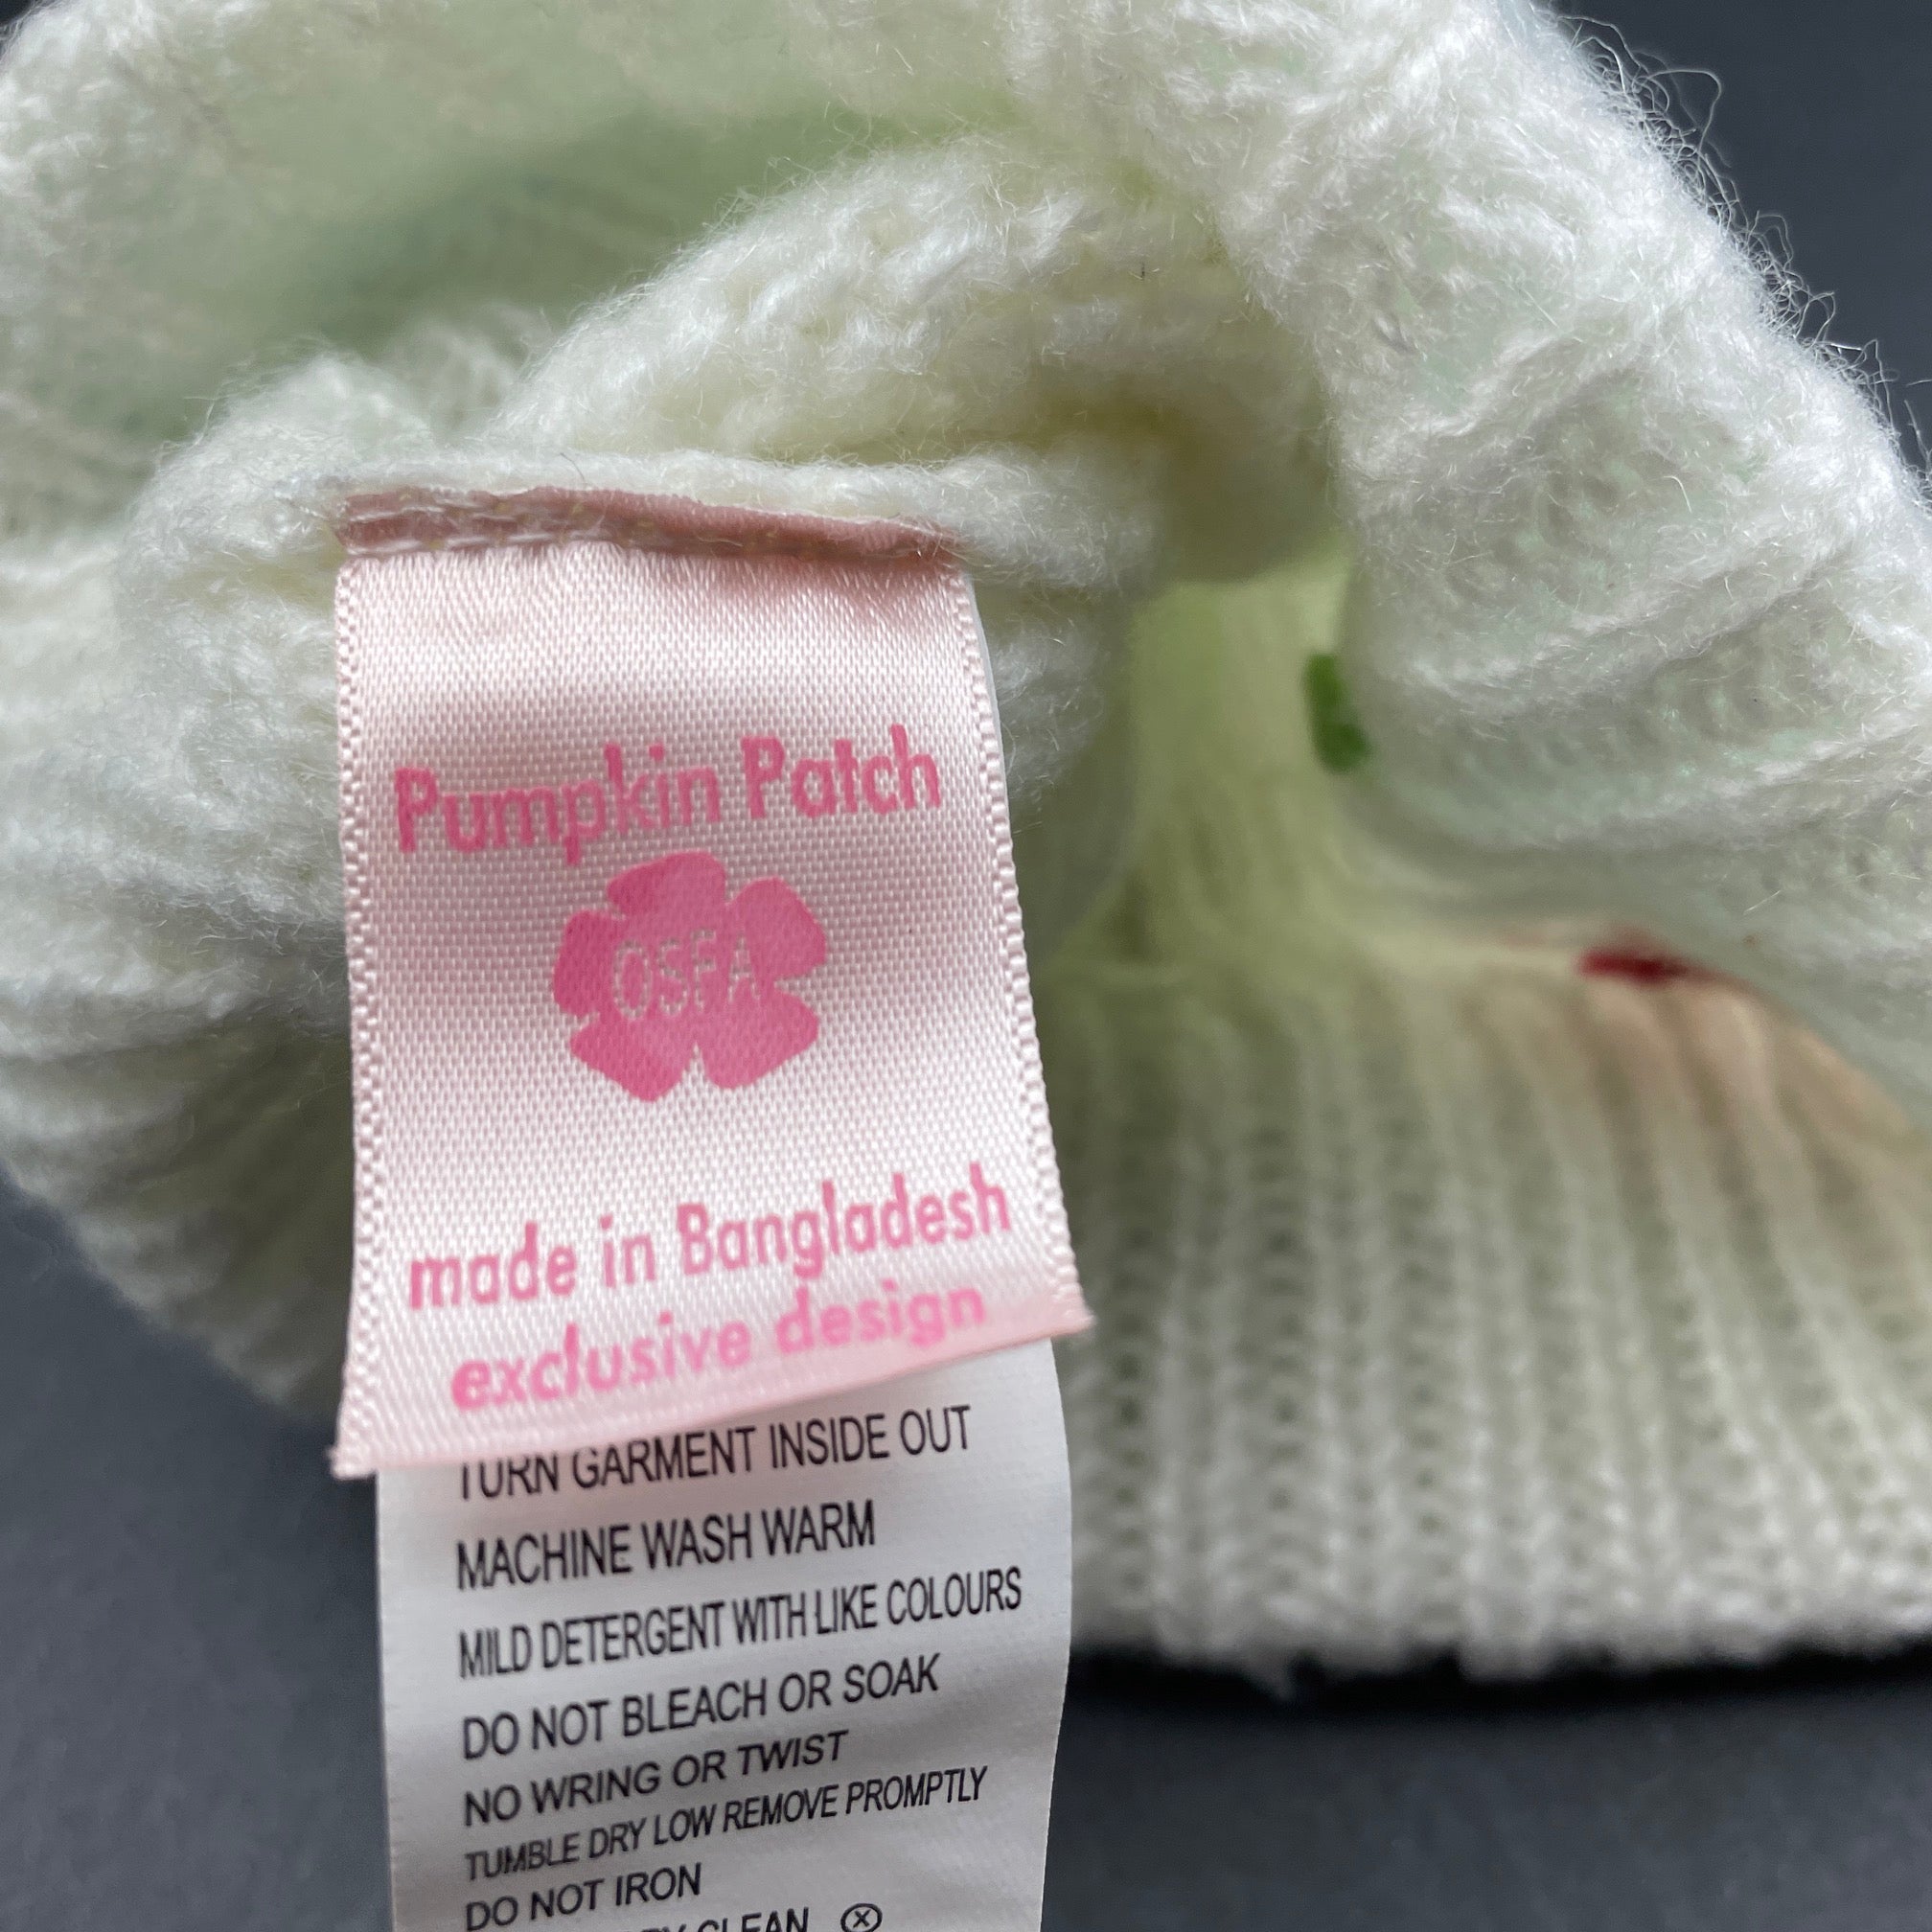 Pumpkin Patch
OSFA
made in Bangladesh
exclusive design
TURN GARMENT INSIDE OUT
MACHINE WASH WARM
MILD DETERGENT WITH LIKE COLOURS
DO NOT BLEACH OR SOAK
NO WRING OR TWIST
TUMBLE DRY LOW REMOVE PROMPTLY
DO NOT IRON
CLEAN